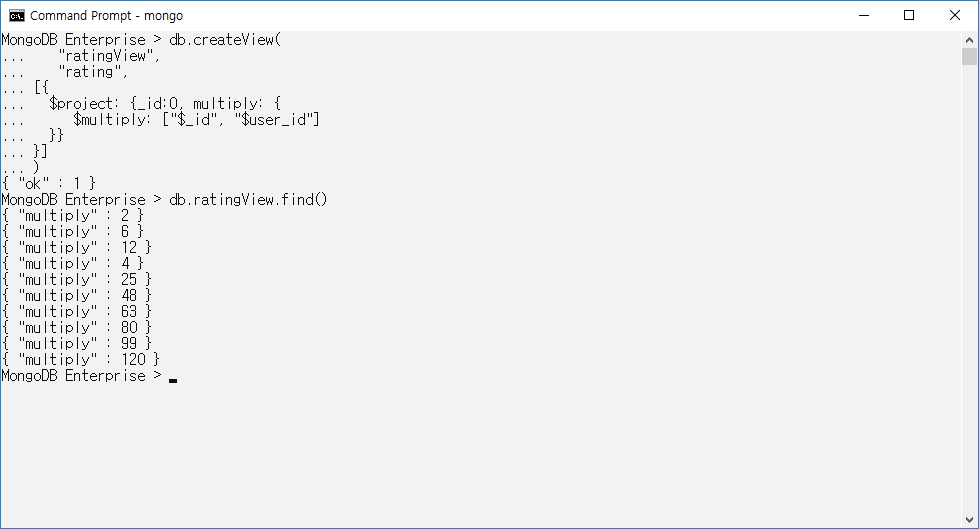 Command Prompt - mongo
MongoDB Enterprise > db.createView(
...    "ratingView",
...    "rating",
... [{
...   $project: {_id:0, multiply: {
...      $multiply: ["$_id", "$user_id"]
...   }}
... }]
... )
{ "ok" : 1 }
MongoDB Enterprise > db.ratingView.find()
{ "multiply" : 2 }
{ "multiply" : 6 }
{ "multiply" : 12 }
{ "multiply" : 4 }
{ "multiply" : 25 }
{ "multiply" : 48 }
{ "multiply" : 63 }
{ "multiply" : 80 }
{ "multiply" : 99 }
{ "multiply" : 120 }
MongoDB Enterprise >